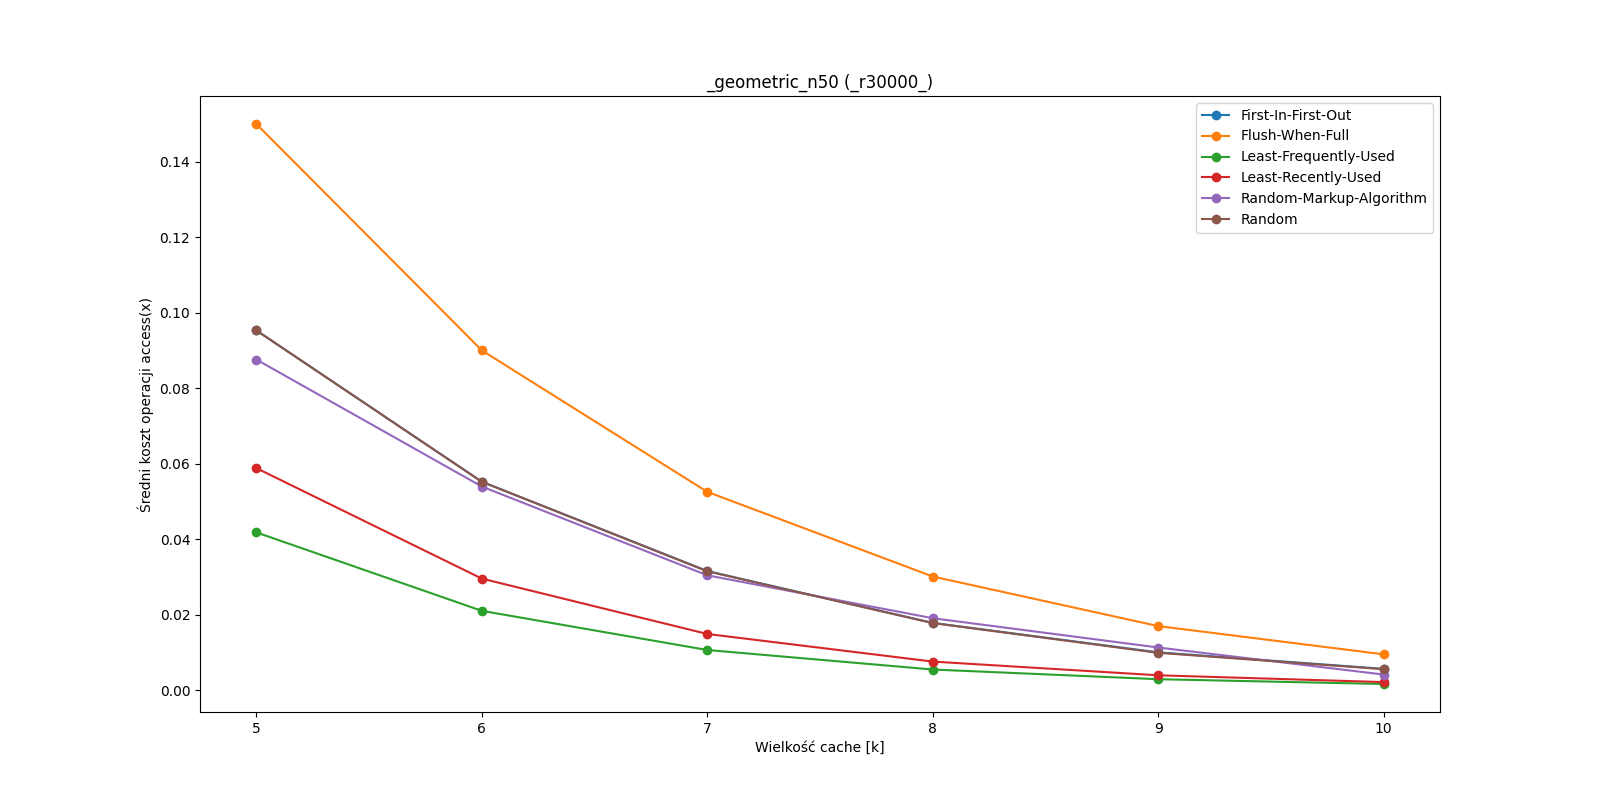 _geometric_n50 (_r30000_)
First-In-First-Out
Flush-When-Full
Least-Frequently-Used
Least-Recently-Used
Random-Markup-Algorithm
Random
Średni koszt operacji access(x)
0.14
0.12
0.10
0.08
0.06
0.04
0.02
0.00
5 6 7 8 9 10
Wielkość cache [k]